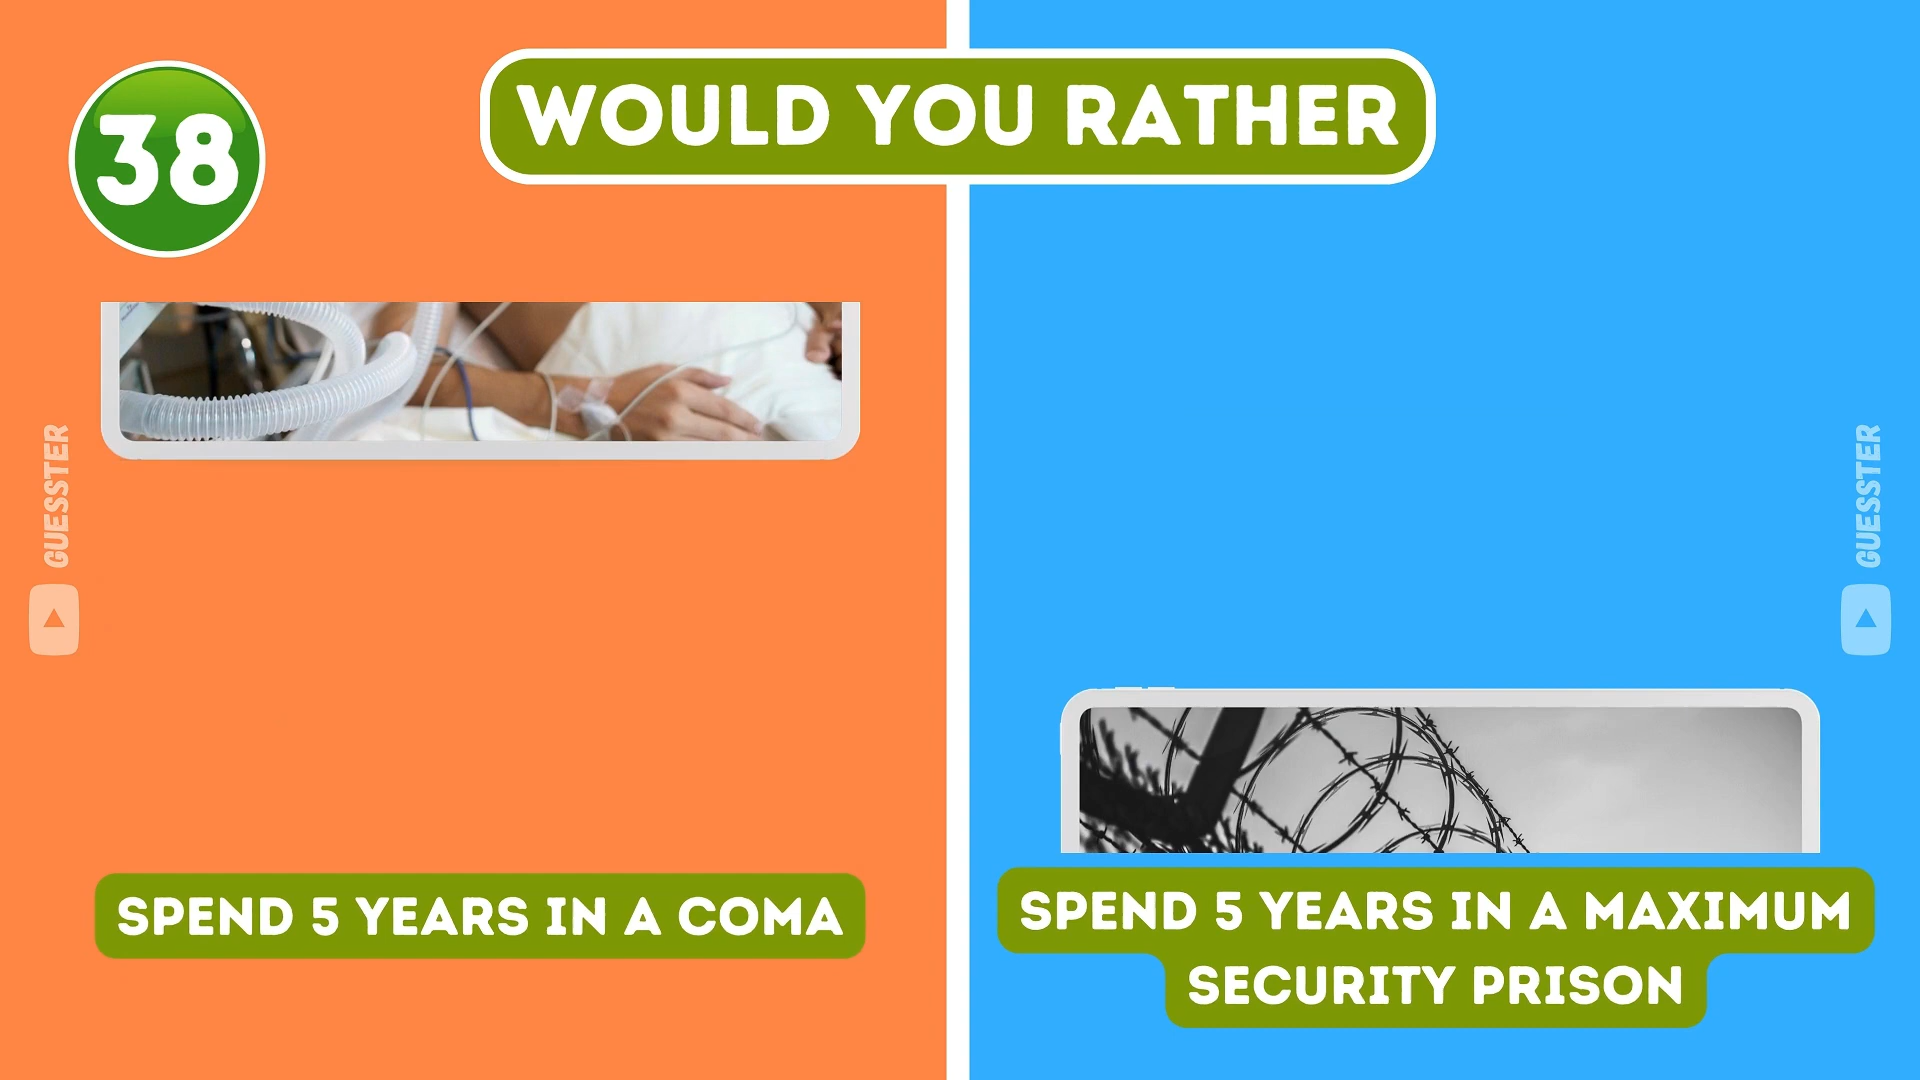 38
WOULD YOU RATHER
GUESSTER
GUESSTER
SPEND 5 YEARS IN A COMA
SPEND 5 YEARS IN A MAXIMUM
SECURITY PRISON